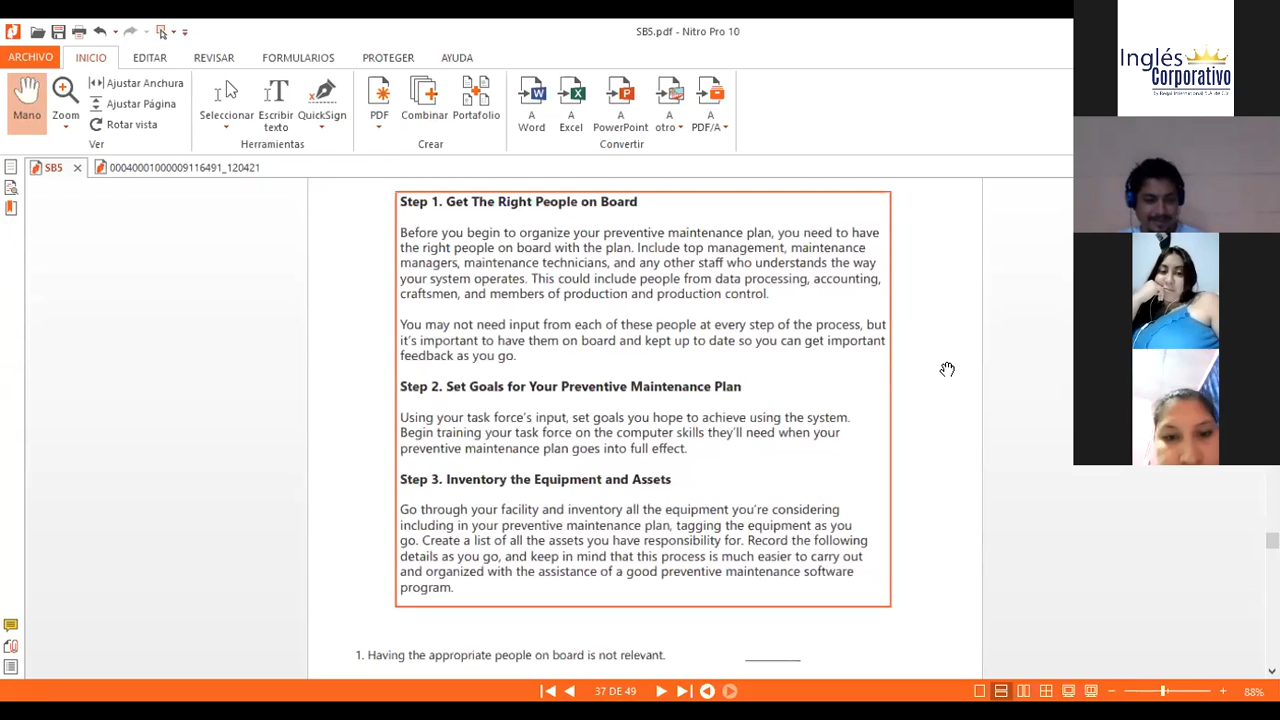 SB5.pdf - Nitro Pro 10
ARCHIVO INICIO EDITAR REVISAR FORMULARIOS PROTEGER AYUDA
Mano
Zoom
Ajustar Anchura
Ajustar Página
Rotar vista
Ver
Seleccionar
Escribir texto
QuickSign
Herramientas
PDF
Combinar
Portafolio
Crear
A Word
A Excel
A PowerPoint
A otro
A PDF/A
Convertir
SB5
00040001000009116491_120421
Inglés
Corporativo
Step 1. Get The Right People on Board
Before you begin to organize your preventive maintenance plan, you need to have
the right people on board with the plan. Include top management, maintenance
managers, maintenance technicians, and any other staff who understands the way
your system operates. This could include people from data processing, accounting,
craftsmen, and members of production and production control.
You may not need input from each of these people at every step of the process, but
it's important to have them on board and kept up to date so you can get important
feedback as you go.
Step 2. Set Goals for Your Preventive Maintenance Plan
Using your task force's input, set goals you hope to achieve using the system.
Begin training your task force on the computer skills they'll need when your
preventive maintenance plan goes into full effect.
Step 3. Inventory the Equipment and Assets
Go through your facility and inventory all the equipment you're considering
including in your preventive maintenance plan, tagging the equipment as you
go. Create a list of all the assets you have responsibility for. Record the following
details as you go, and keep in mind that this process is much easier to carry out
and organized with the assistance of a good preventive maintenance software
program.
1. Having the appropriate people on board is not relevant. ________
37 DE 49
88%